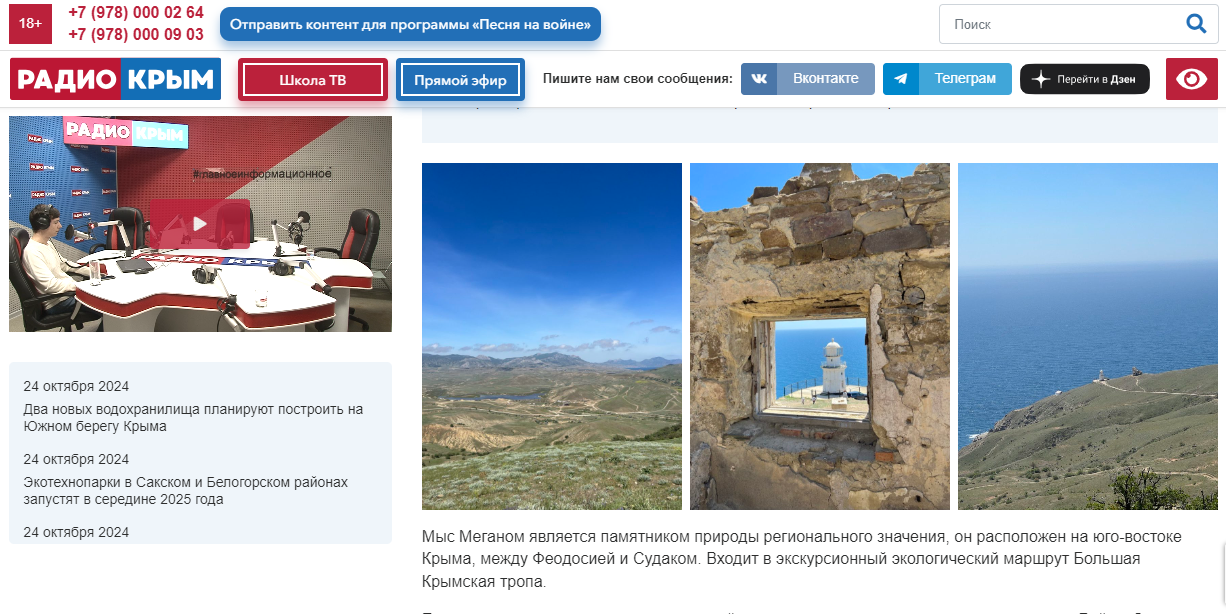 18+
+7 (978) 000 02 64
+7 (978) 000 09 03
Отправить контент для программы «Песня на войне»
Поиск
РАДИО КРЫМ
Школа ТВ
Прямой эфир
Пишите нам свои сообщения:
Вконтакте
Телеграм
Перейти в Дзен
РАДИО КРЫМ
#главноеинформационное
РАДИО КРЫМ
24 октября 2024
Два новых водохранилища планируют построить на
Южном берегу Крыма
24 октября 2024
Экотехнопарки в Сакском и Белогорском районах
запустят в середине 2025 года
24 октября 2024
Мыс Меганом является памятником природы регионального значения, он расположен на юго-востоке
Крыма, между Феодосией и Судаком. Входит в экскурсионный экологический маршрут Большая
Крымская тропа.